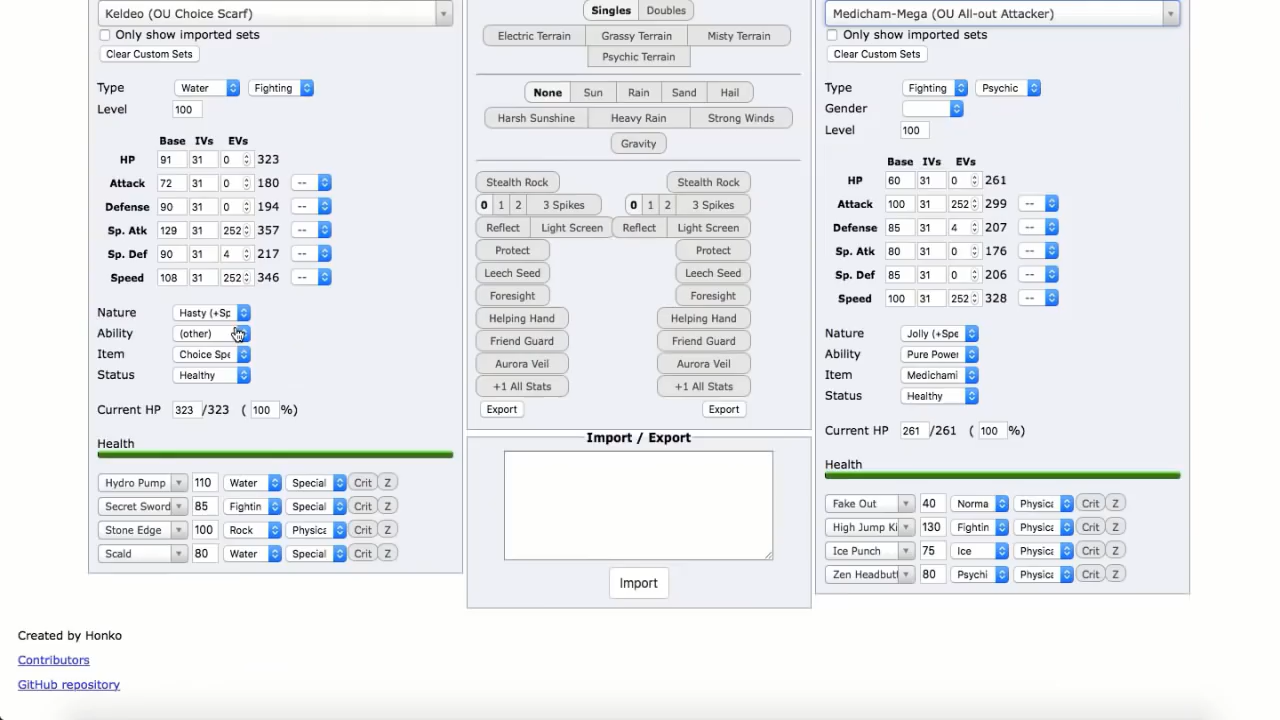 Keldeo (OU Choice Scarf)
Only show imported sets
Clear Custom Sets
Type Water Fighting
Level 100
Base IVs EVs
HP 91 31 0 323
Attack 72 31 0 180 --
Defense 90 31 0 194 --
Sp. Atk 129 31 252 357 --
Sp. Def 90 31 4 217 --
Speed 108 31 252 346 --
Nature Hasty (+Sp
Ability (other)
Item Choice Spe
Status Healthy
Current HP 323 /323 ( 100 %)
Health
Hydro Pump 110 Water Special Crit Z
Secret Sword 85 Fightin Special Crit Z
Stone Edge 100 Rock Physica Crit Z
Scald 80 Water Special Crit Z
Singles Doubles
Electric Terrain Grassy Terrain Misty Terrain
Psychic Terrain
None Sun Rain Sand Hail
Harsh Sunshine Heavy Rain Strong Winds
Gravity
Stealth Rock Stealth Rock
0 1 2 3 Spikes 0 1 2 3 Spikes
Reflect Light Screen Reflect Light Screen
Protect Protect
Leech Seed Leech Seed
Foresight Foresight
Helping Hand Helping Hand
Friend Guard Friend Guard
Aurora Veil Aurora Veil
+1 All Stats +1 All Stats
Export Export
Import / Export
Import
Medicham-Mega (OU All-out Attacker)
Only show imported sets
Clear Custom Sets
Type Fighting Psychic
Gender
Level 100
Base IVs EVs
HP 60 31 0 261
Attack 100 31 252 299 --
Defense 85 31 4 207 --
Sp. Atk 80 31 0 176 --
Sp. Def 85 31 0 206 --
Speed 100 31 252 328 --
Nature Jolly (+Spe
Ability Pure Power
Item Medichami
Status Healthy
Current HP 261 /261 ( 100 %)
Health
Fake Out 40 Norma Physica Crit Z
High Jump Ki 130 Fightin Physica Crit Z
Ice Punch 75 Ice Physica Crit Z
Zen Headbutt 80 Psychi Physica Crit Z
Created by Honko
Contributors
GitHub repository